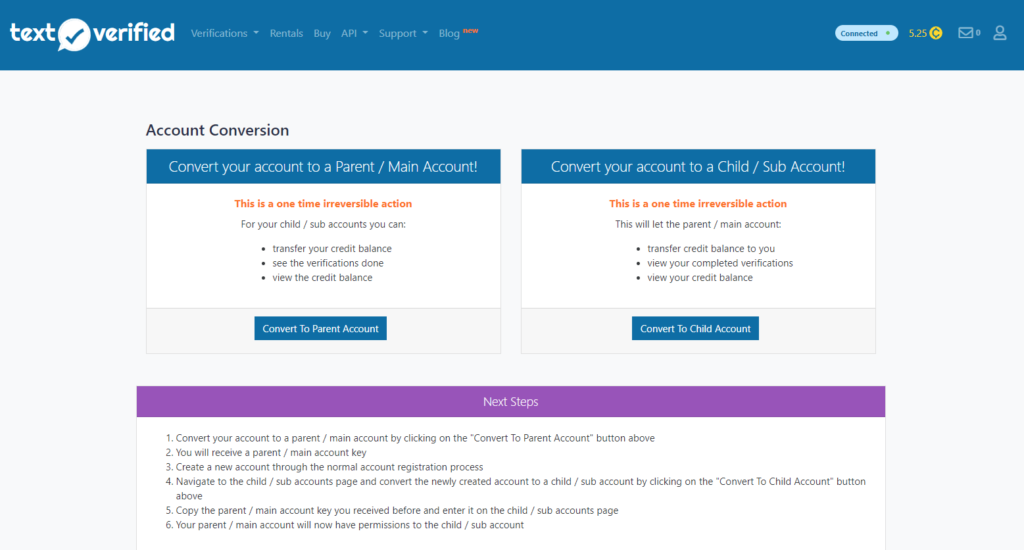 text verified Verifications Rentals Buy API Support Blog new Connected 5.25 C 0
Account Conversion
Convert your account to a Parent / Main Account!
This is a one time irreversible action
For your child / sub accounts you can:
transfer your credit balance
see the verifications done
view the credit balance
Convert To Parent Account
Convert your account to a Child / Sub Account!
This is a one time irreversible action
This will let the parent / main account:
transfer credit balance to you
view your completed verifications
view your credit balance
Convert To Child Account
Next Steps
1. Convert your account to a parent / main account by clicking on the "Convert To Parent Account" button above
2. You will receive a parent / main account key
3. Create a new account through the normal account registration process
4. Navigate to the child / sub accounts page and convert the newly created account to a child / sub account by clicking on the "Convert To Child Account" button
above
5. Copy the parent / main account key you received before and enter it on the child / sub accounts page
6. Your parent / main account will now have permissions to the child / sub account